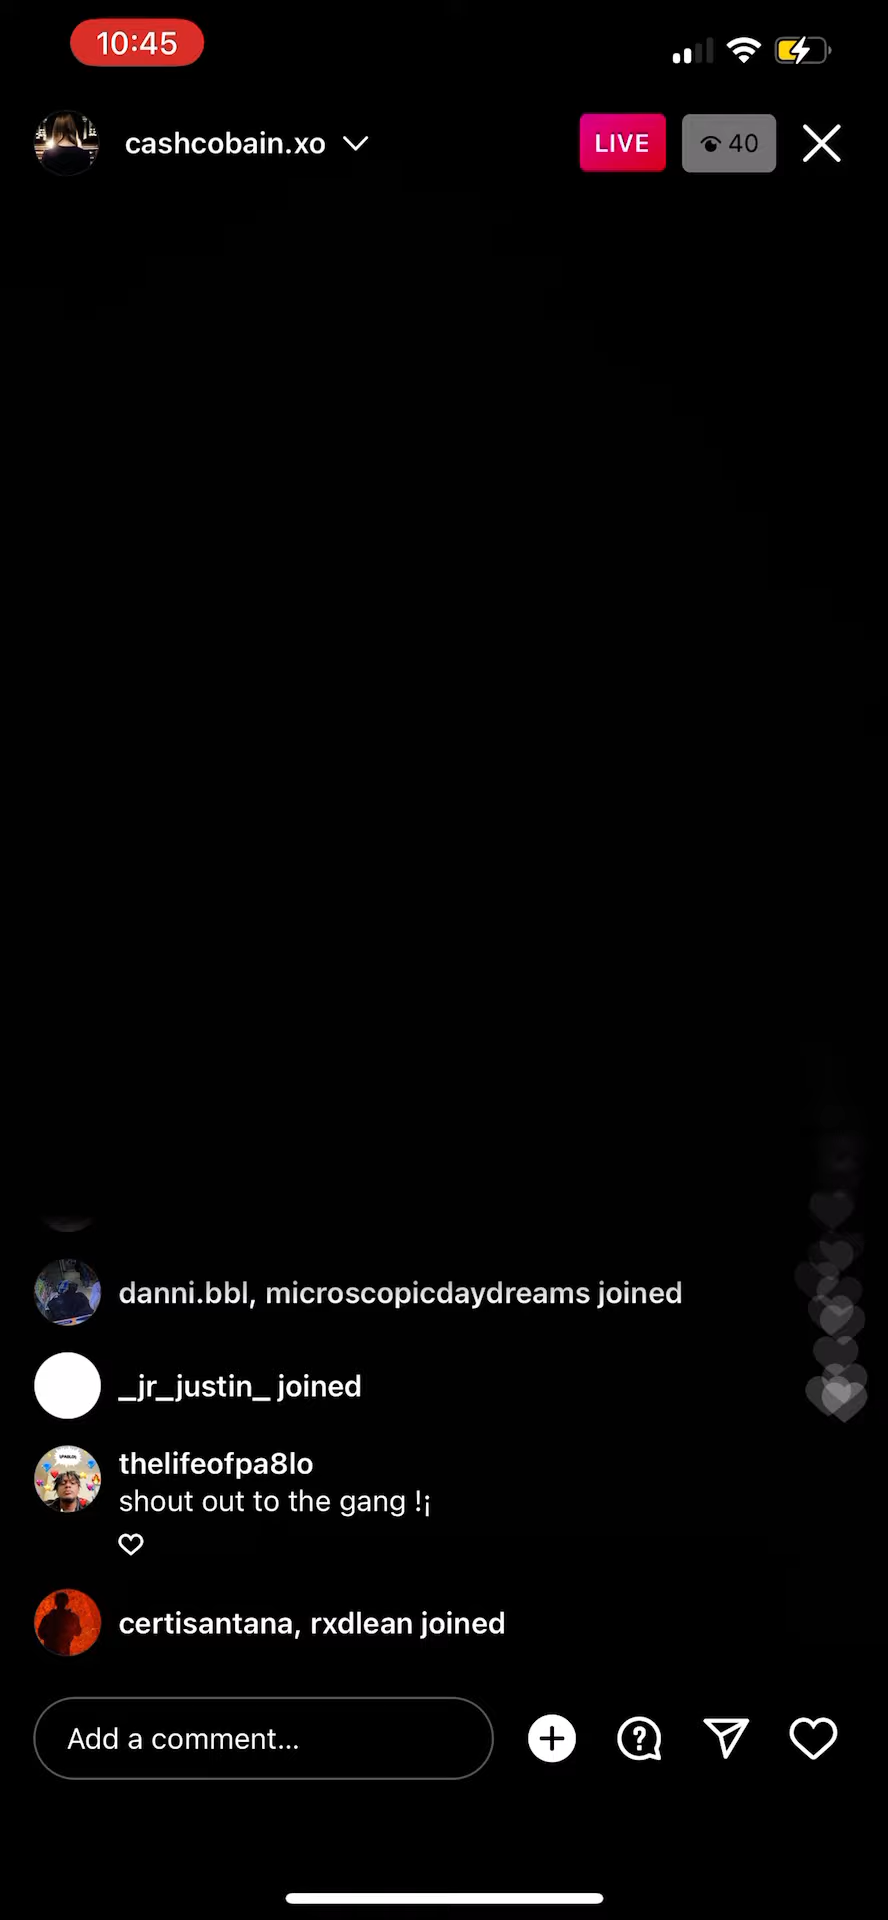 10:45
cashcobain.xo
LIVE
40
danni.bbl, microscopicdaydreams joined
_jr_justin_ joined
thelifeofpa8lo
shout out to the gang !¡
certisantana, rxdlean joined
Add a comment...